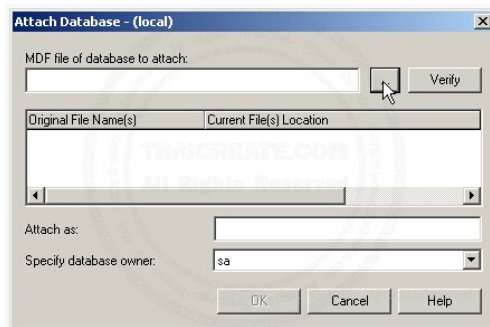 Attach Database - (local)
MDF file of database to attach:
... Verify
Original File Name(s) Current File(s) Location
THAICREATE.COM
All Rights Reserved
Attach as:
Specify database owner: sa
OK Cancel Help